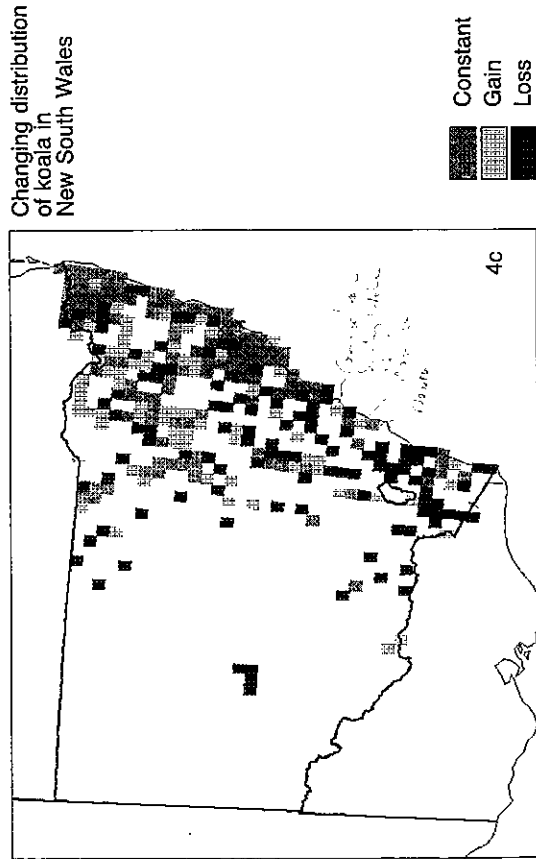 Changing distribution
of koala in
New South Wales
Constant
Gain
Loss
4c